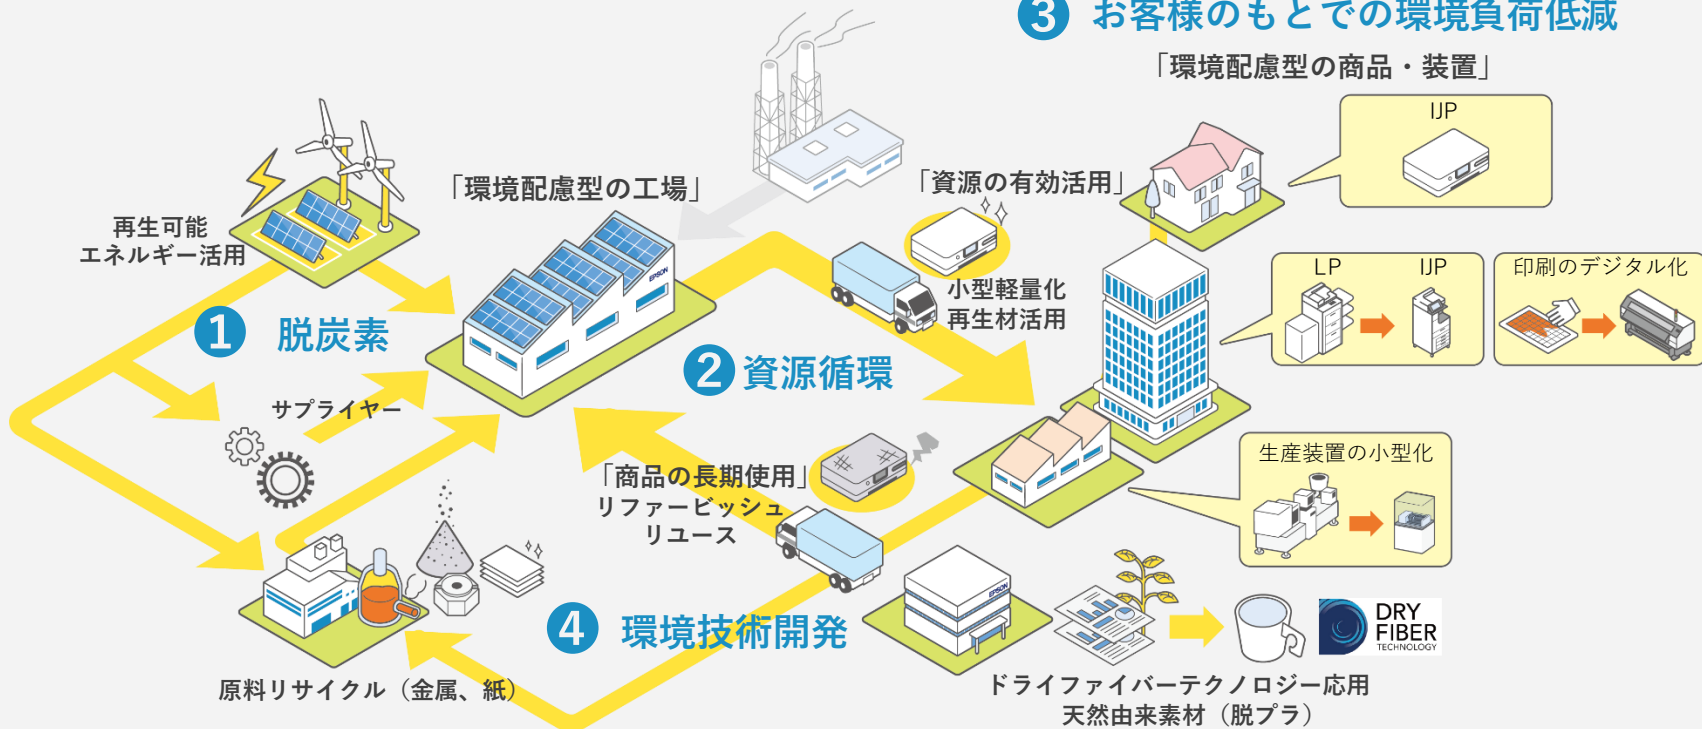 3 お客様のもとでの環境負荷低減
「環境配慮型の商品・装置」
IJP
「環境配慮型の工場」
「資源の有効活用」
再生可能
エネルギー活用
EPSON
小型軽量化
再生材活用
LP
IJP
印刷のデジタル化
1 脱炭素
2 資源循環
サプライヤー
「商品の長期使用」
リファービッシュ
リユース
生産装置の小型化
4 環境技術開発
EPSON
DRY
FIBER
TECHNOLOGY
原料リサイクル（金属、紙）
ドライファイバーテクノロジー応用
天然由来素材（脱プラ）